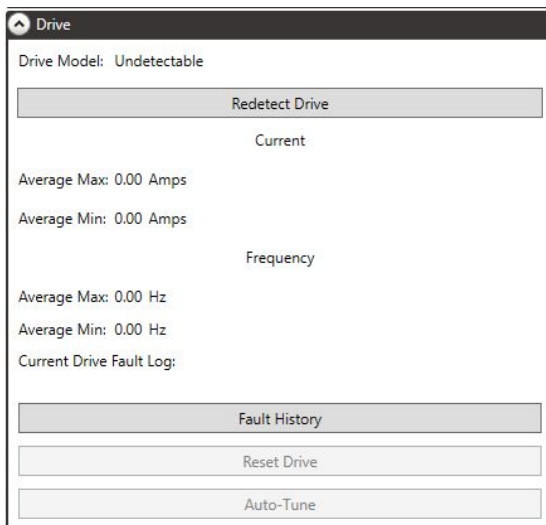 Drive
Drive Model: Undetectable
Redetect Drive
Current
Average Max: 0.00 Amps
Average Min: 0.00 Amps
Frequency
Average Max: 0.00 Hz
Average Min: 0.00 Hz
Current Drive Fault Log:
Fault History
Reset Drive
Auto-Tune